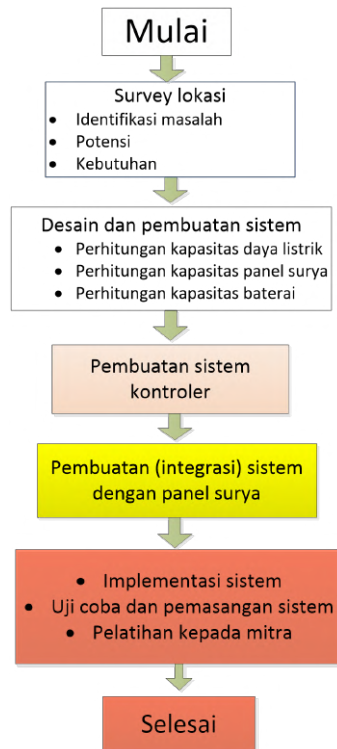 Mulai
Survey lokasi
• Identifikasi masalah
• Potensi
• Kebutuhan
Desain dan pembuatan sistem
• Perhitungan kapasitas daya listrik
• Perhitungan kapasitas panel surya
• Perhitungan kapasitas baterai
Pembuatan sistem
kontroler
Pembuatan (integrasi) sistem
dengan panel surya
• Implementasi sistem
• Uji coba dan pemasangan sistem
• Pelatihan kepada mitra
Selesai